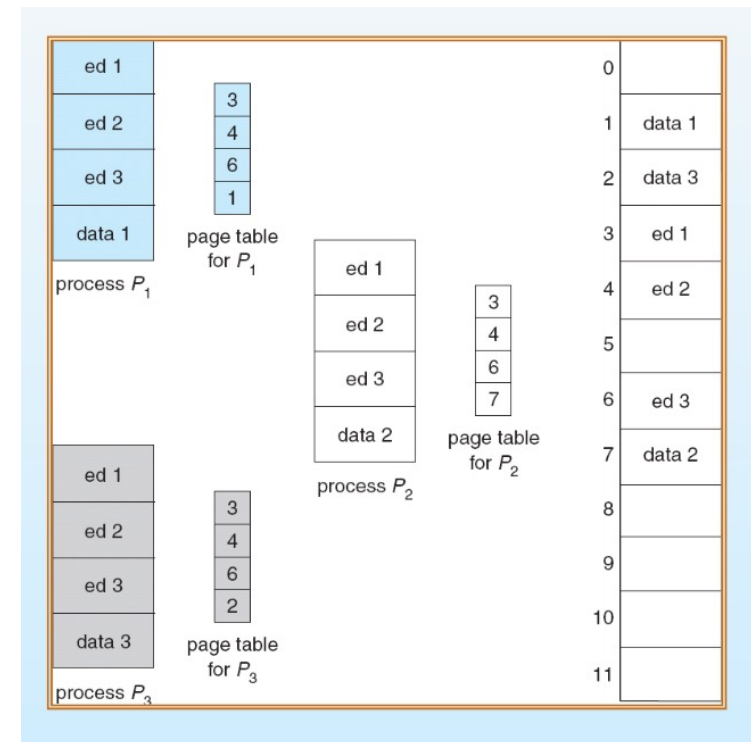 ed 1
ed 2
ed 3
data 1
process P1
3
4
6
1
page table
for P1
ed 1
ed 2
ed 3
data 2
process P2
3
4
6
7
page table
for P2
ed 1
ed 2
ed 3
data 3
process P3
3
4
6
2
page table
for P3
0
1 data 1
2 data 3
3 ed 1
4 ed 2
5
6 ed 3
7 data 2
8
9
10
11